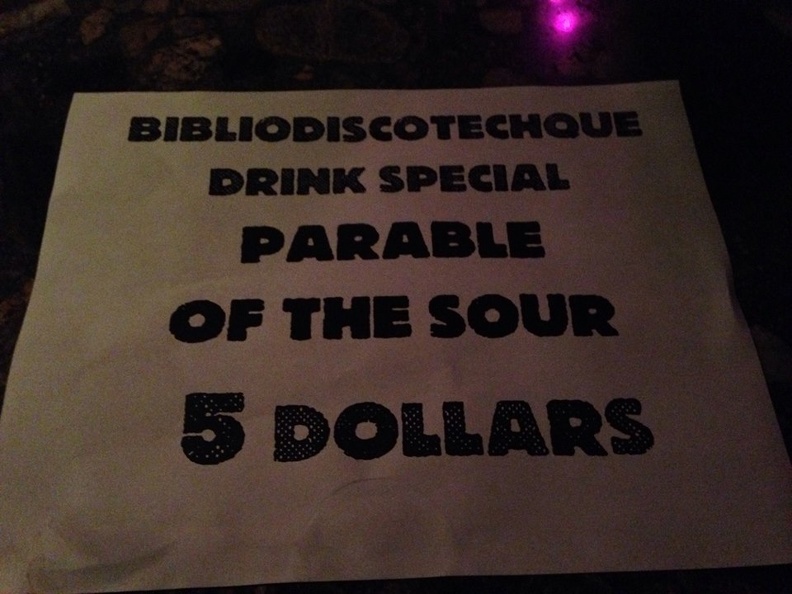 BIBLIODISCOTECHQUE
DRINK SPECIAL
PARABLE
OF THE SOUR
5 DOLLARS